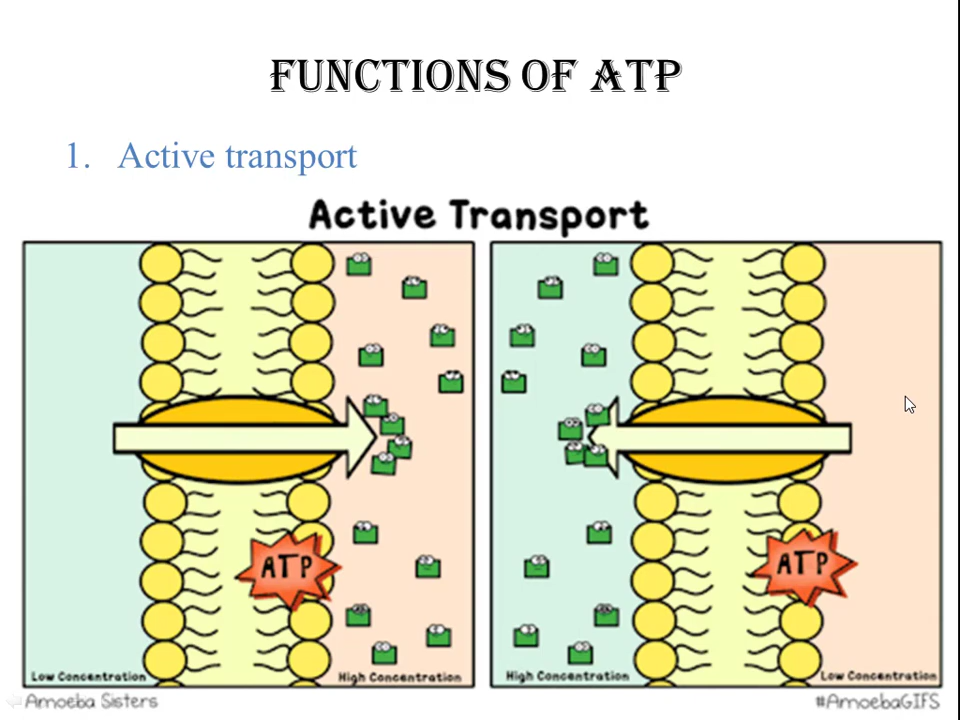 FUNCTIONS OF ATP
1. Active transport
Active Transport
ATP
ATP
Low Concentration
High Concentration
High Concentration
Low Concentration
Amoeba Sisters
#AmoebaGIFS